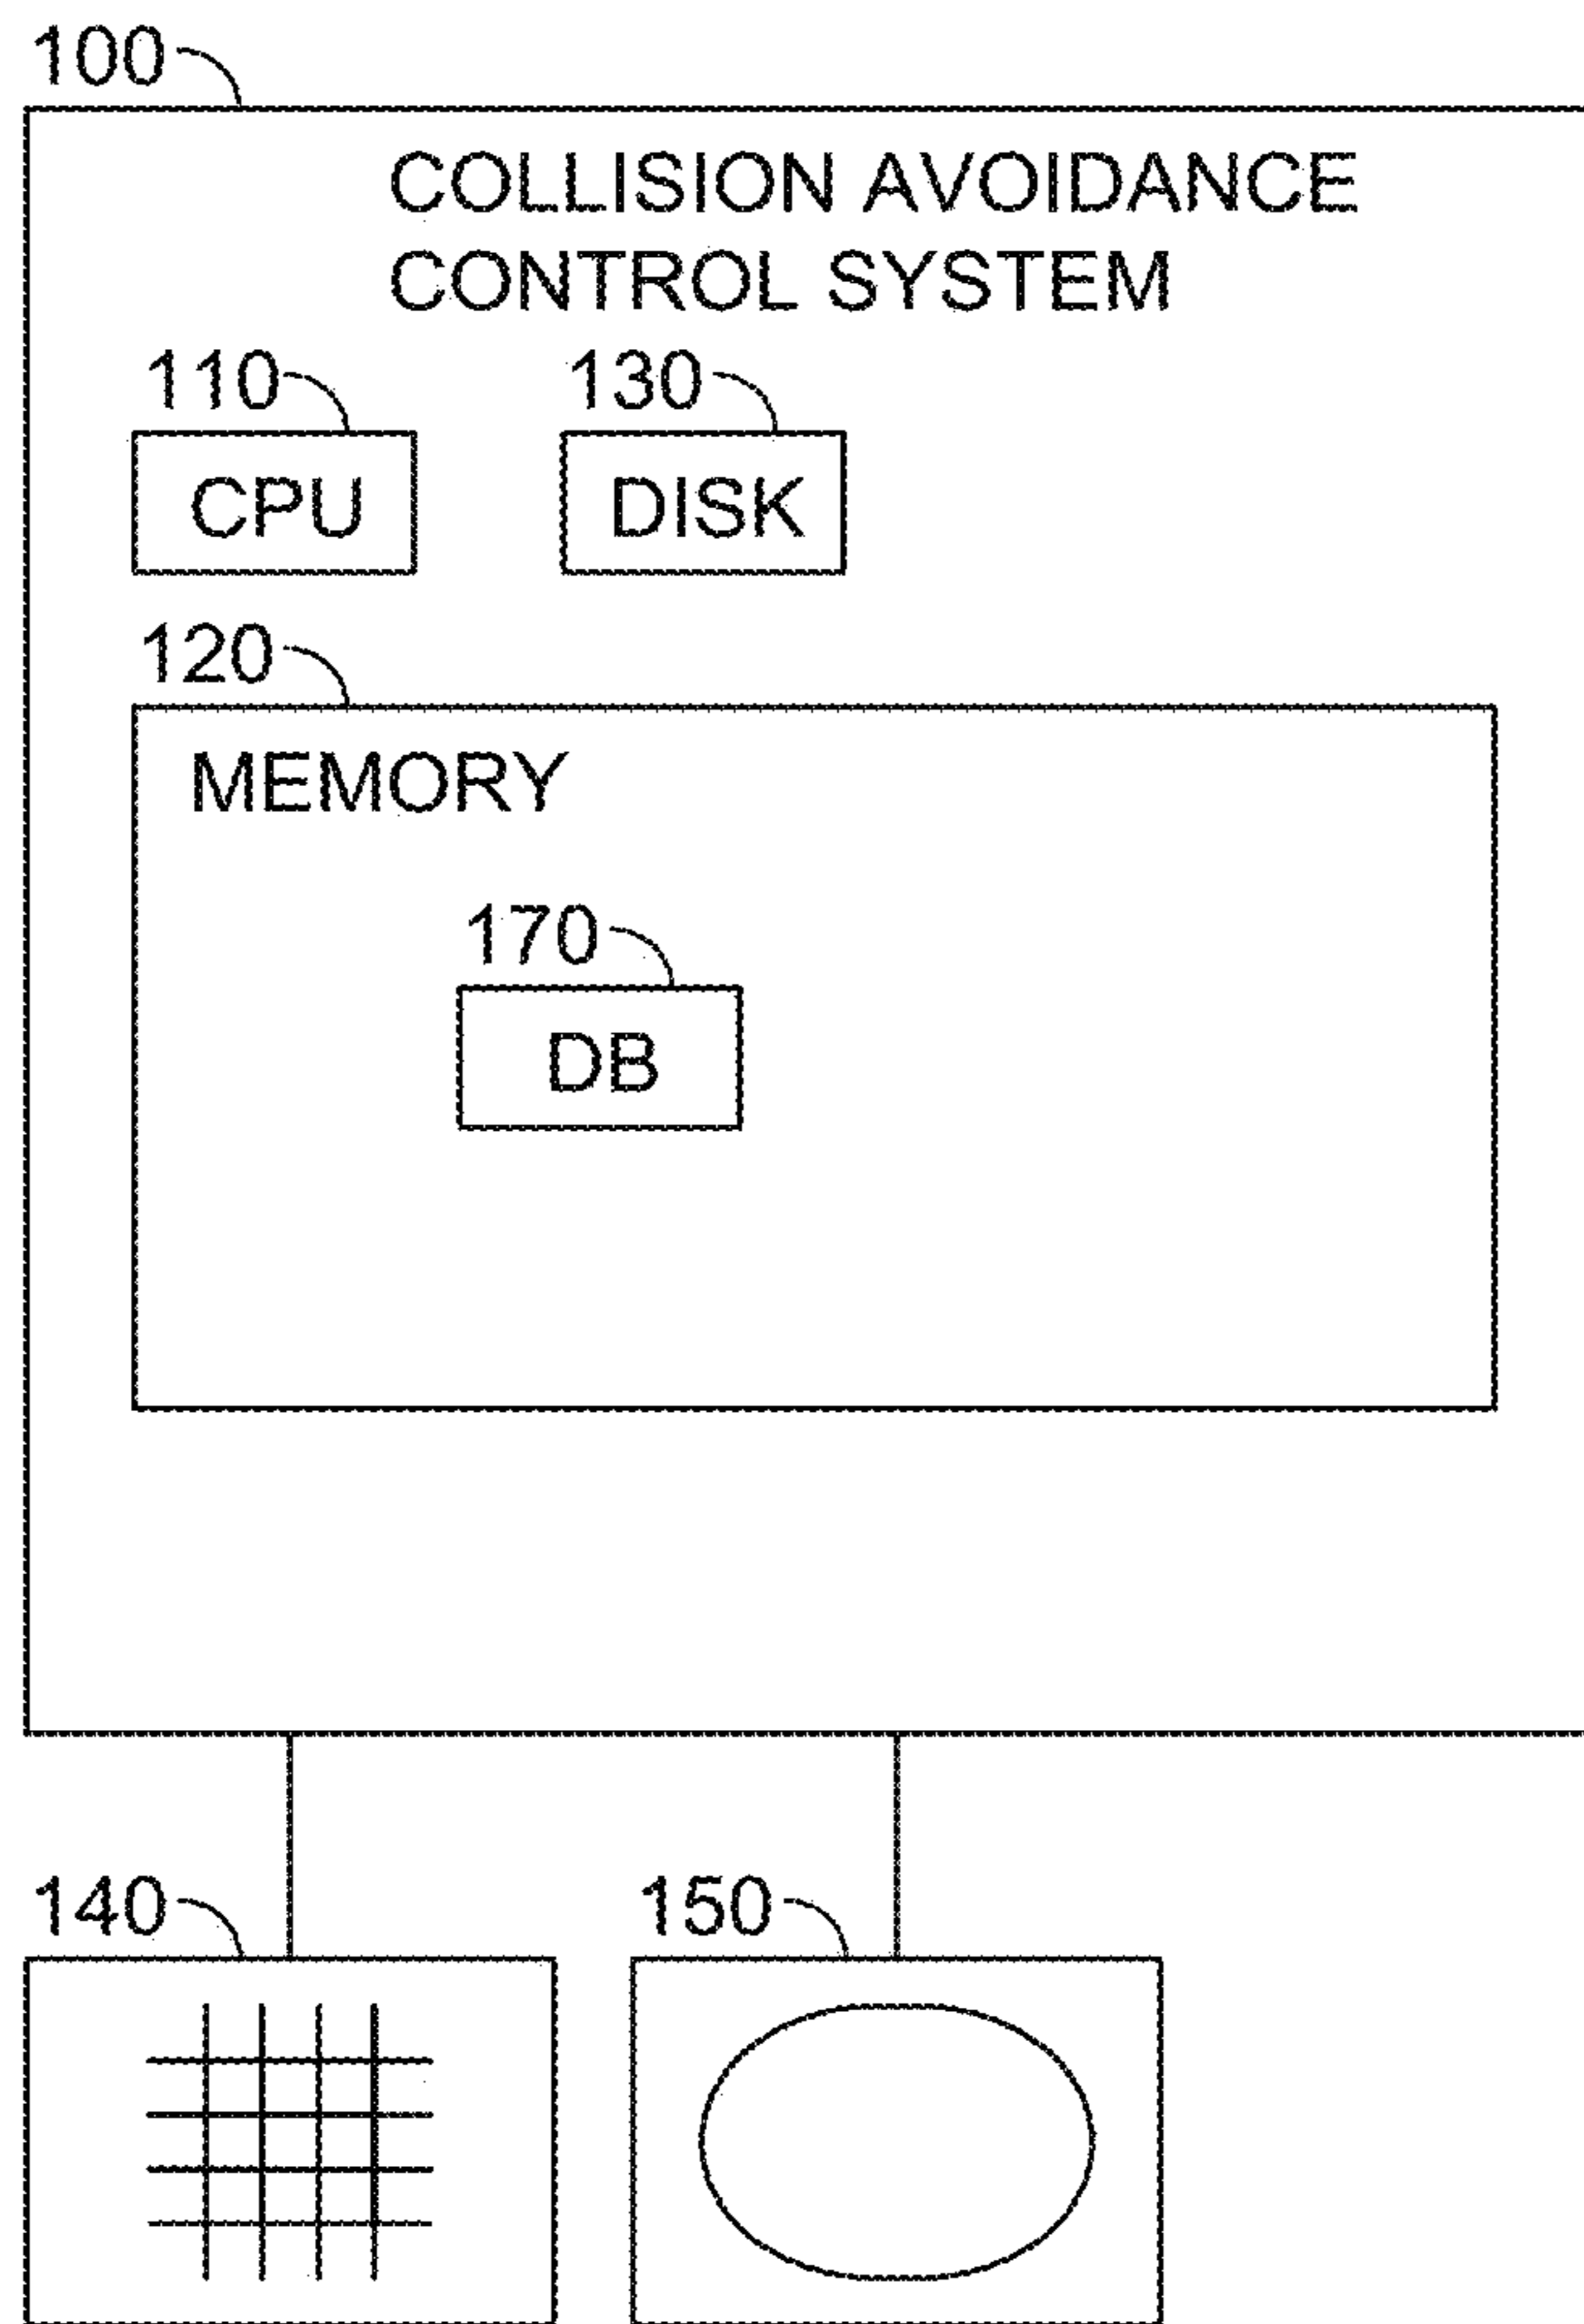 100
COLLISION AVOIDANCE
CONTROL SYSTEM
110
130
CPU
DISK
120
MEMORY
170
DB
140
150